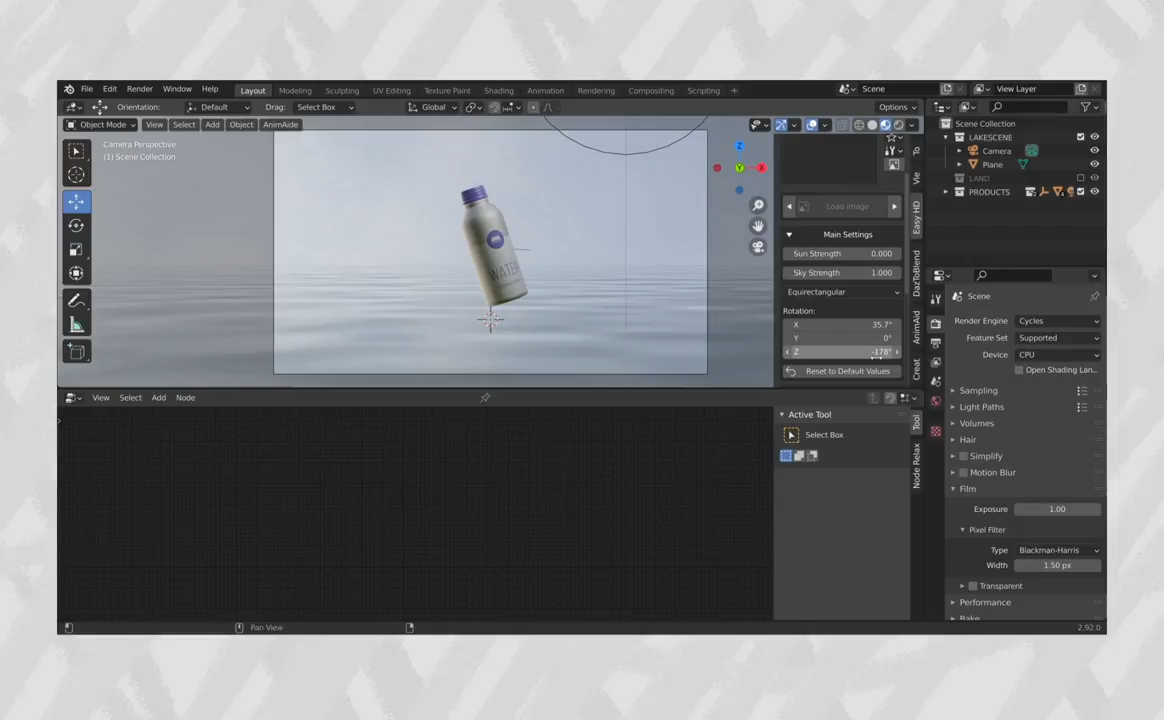 File Edit Render Window Help Layout Modeling Sculpting UV Editing Texture Paint Shading Animation Rendering Compositing Scripting + Scene View Layer
Orientation: Default Drag: Select Box Global Options
Object Mode View Select Add Object AnimAide
Camera Perspective
(1) Scene Collection
Z
Y
X
WATER
To
Vie
Easy HD
DazToBlend
AnimAid
Creat
Load image
Main Settings
Sun Strength 0.000
Sky Strength 1.000
Equirectangular
Rotation:
X 35.7°
Y 0°
Z -178°
Reset to Default Values
View Select Add Node
Active Tool
Select Box
Tool
Node Relax
Scene Collection
LAKESCENE
Camera
Plane
LAND
PRODUCTS
Scene
Render Engine Cycles
Feature Set Supported
Device CPU
Open Shading Lan...
Sampling
Light Paths
Volumes
Hair
Simplify
Motion Blur
Film
Exposure 1.00
Pixel Filter
Type Blackman-Harris
Width 1.50 px
Transparent
Performance
Bake
Pan View
2.92.0